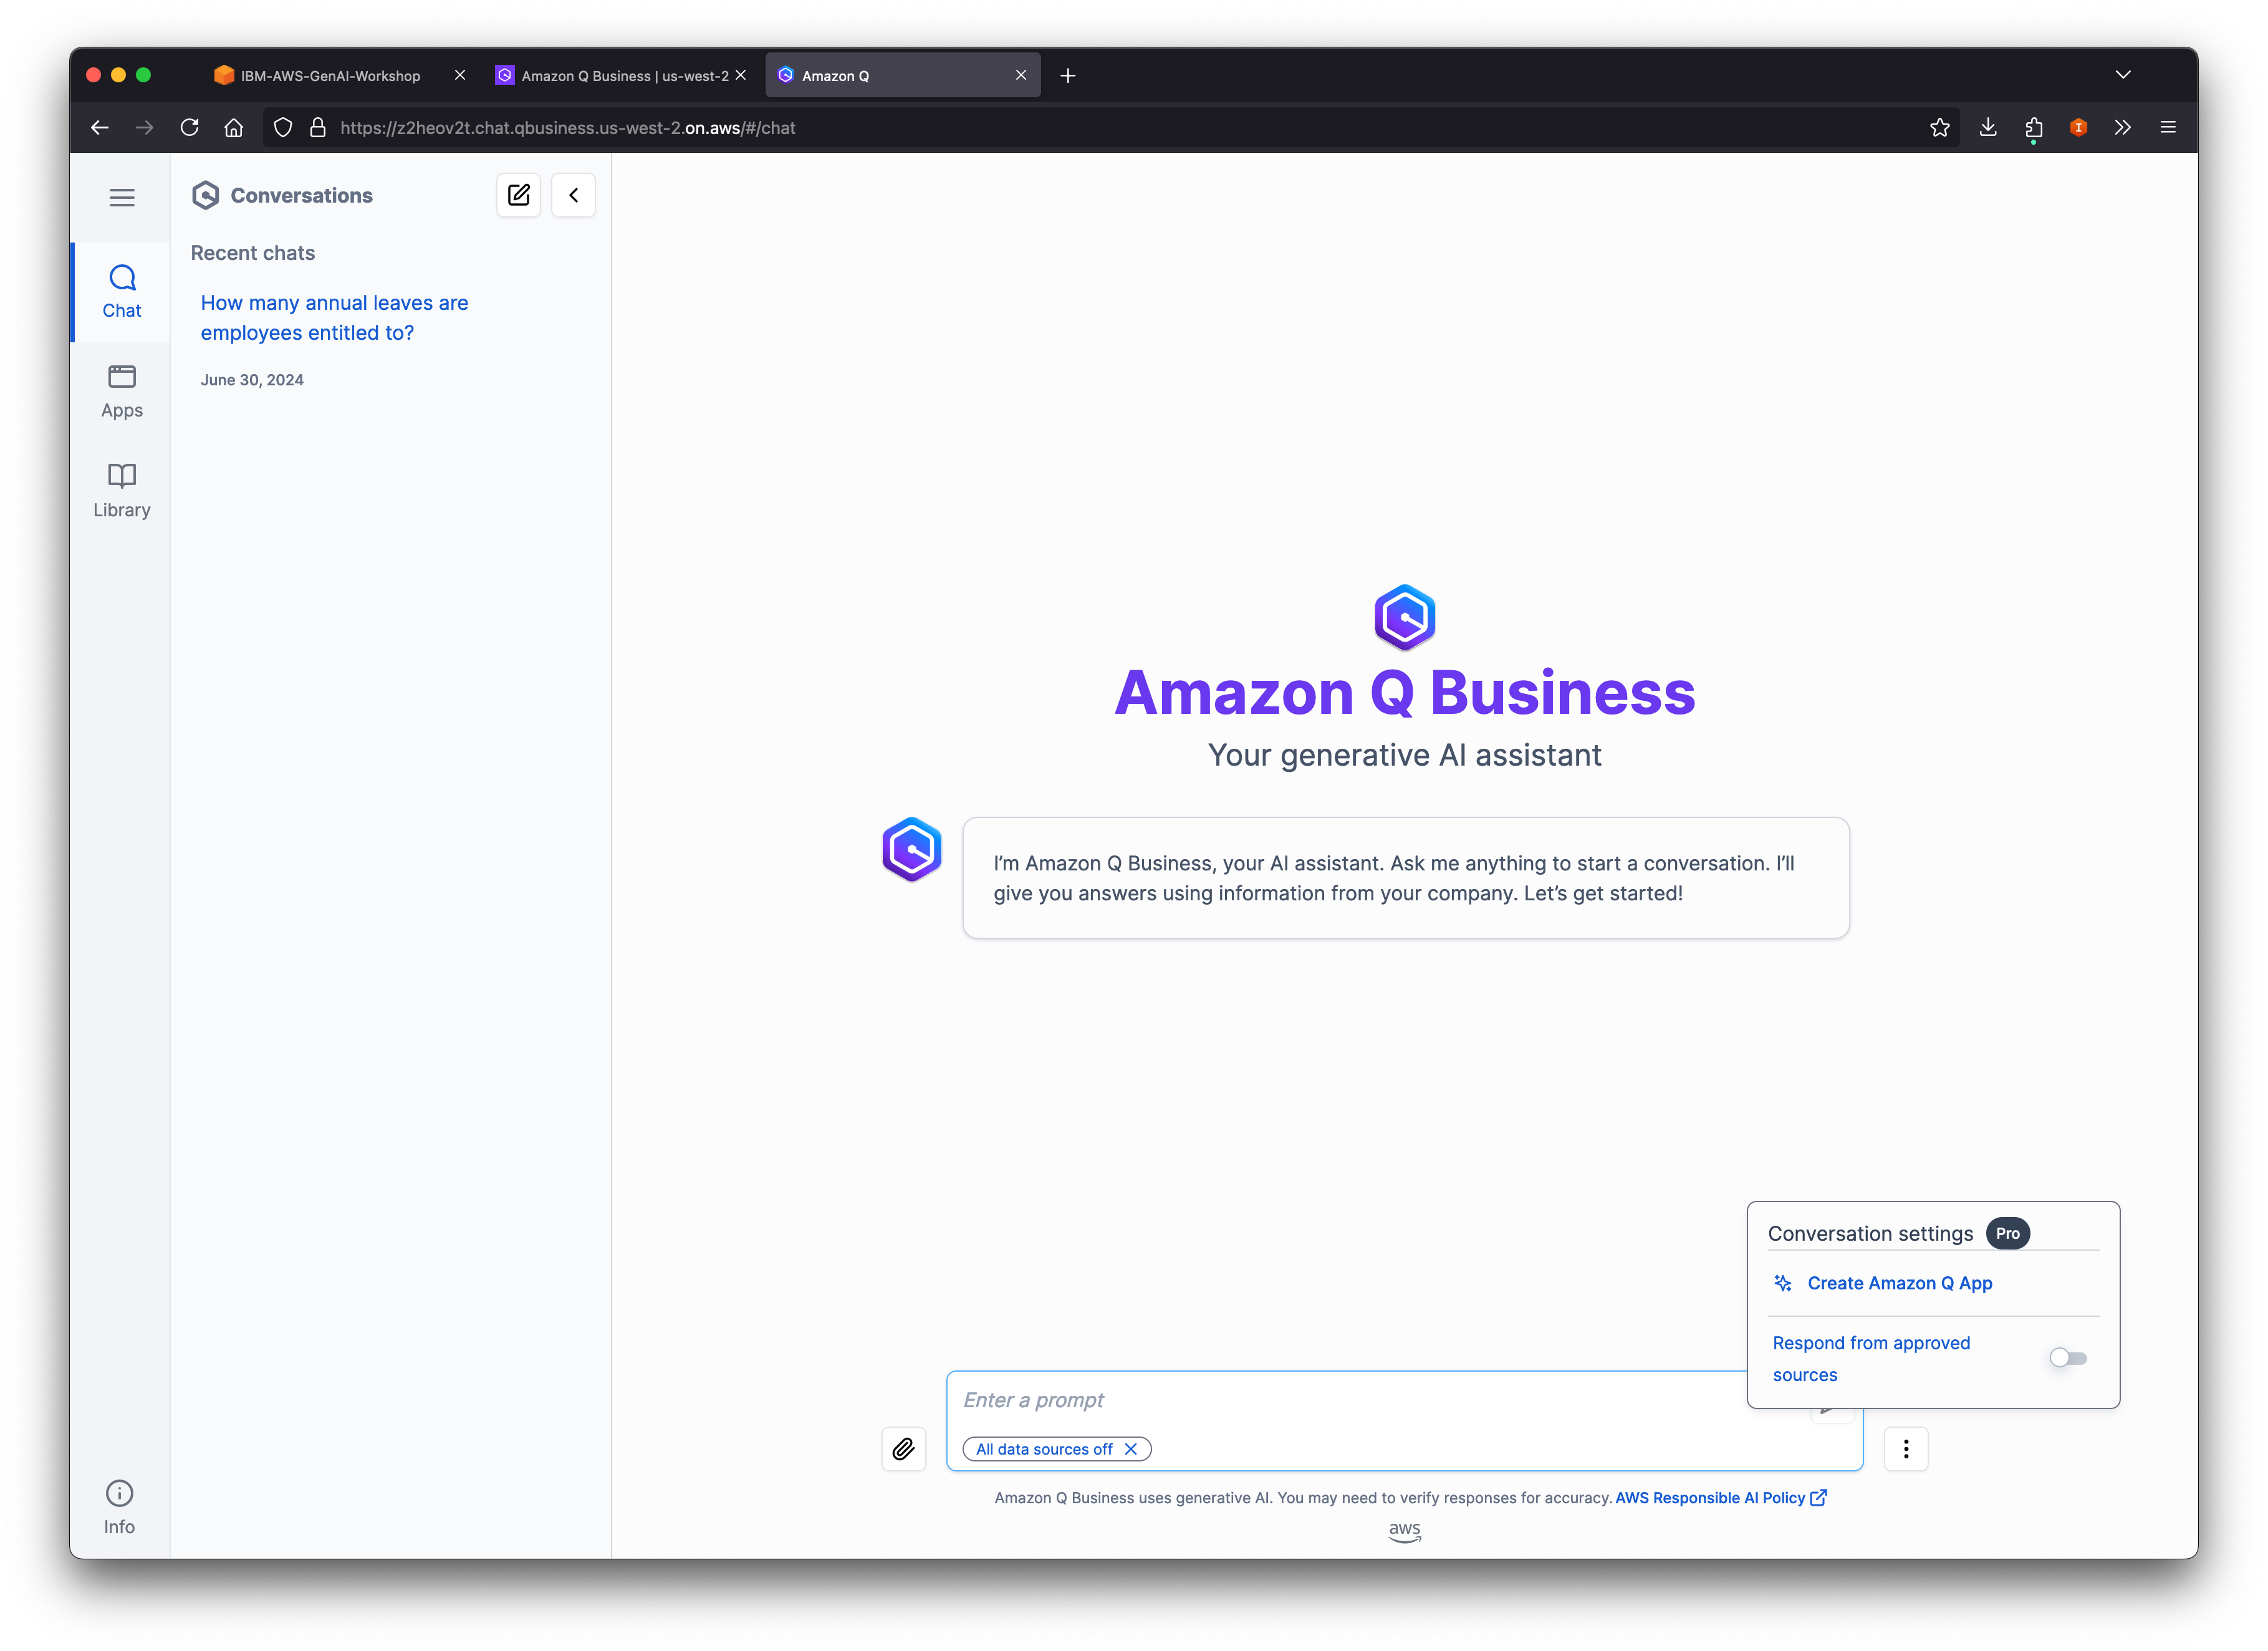 IBM-AWS-GenAI-Workshop
Amazon Q Business | us-west-2
Amazon Q
https://z2heov2t.chat.qbusiness.us-west-2.on.aws/#/chat
Conversations
Recent chats
How many annual leaves are
employees entitled to?
June 30, 2024
Chat
Apps
Library
Info
Amazon Q Business
Your generative AI assistant
I’m Amazon Q Business, your AI assistant. Ask me anything to start a conversation. I’ll
give you answers using information from your company. Let’s get started!
Conversation settings Pro
Create Amazon Q App
Respond from approved
sources
Enter a prompt
All data sources off
Amazon Q Business uses generative AI. You may need to verify responses for accuracy. AWS Responsible AI Policy
aws